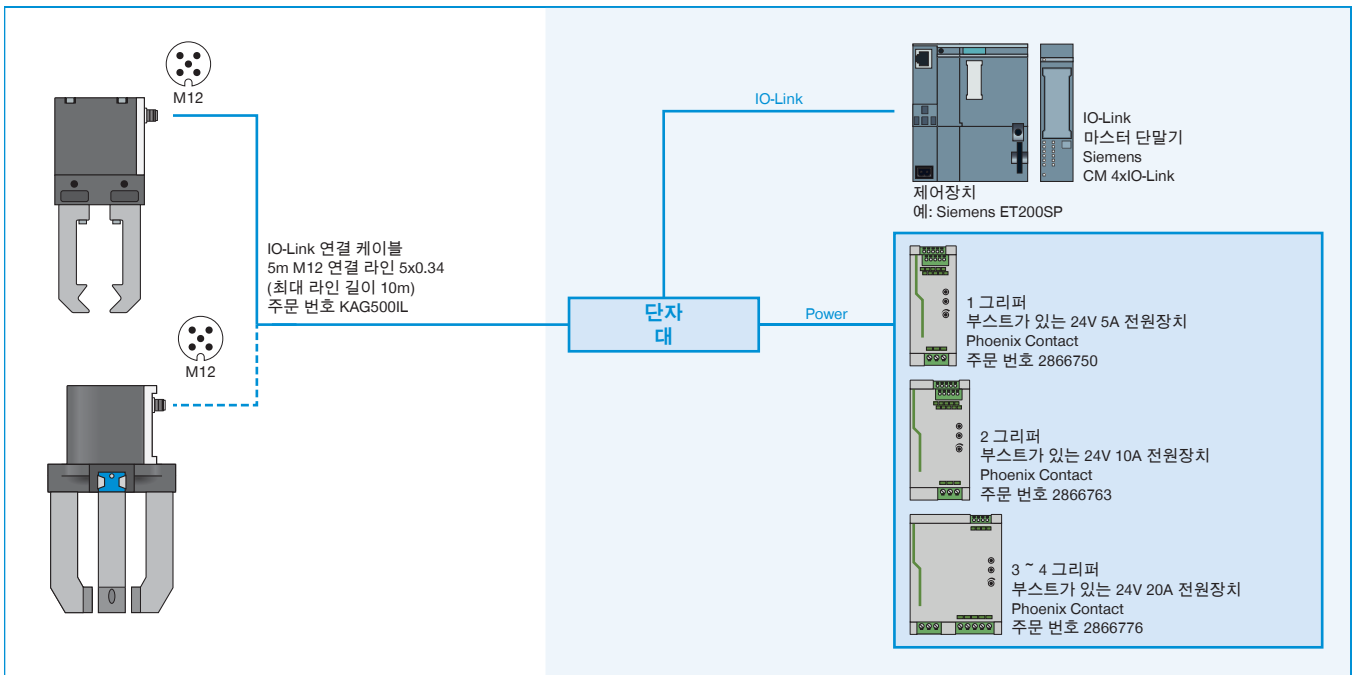 M12
IO-Link
IO-Link
마스터 단말기
Siemens
CM 4xIO-Link
제어장치
예: Siemens ET200SP
IO-Link 연결 케이블
5m M12 연결 라인 5x0.34
(최대 라인 길이 10m)
주문 번호 KAG500IL
M12
단자
대
Power
1 그리퍼
부스트가 있는 24V 5A 전원장치
Phoenix Contact
주문 번호 2866750
2 그리퍼
부스트가 있는 24V 10A 전원장치
Phoenix Contact
주문 번호 2866763
3 ~ 4 그리퍼
부스트가 있는 24V 20A 전원장치
Phoenix Contact
주문 번호 2866776